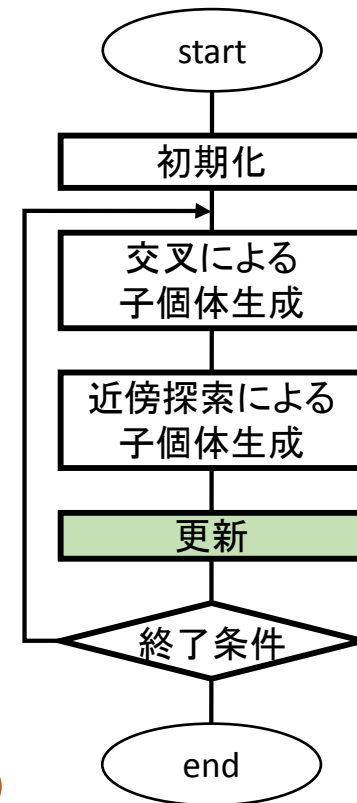 start
初期化
交叉による
子個体生成
近傍探索による
子個体生成
更新
終了条件
end